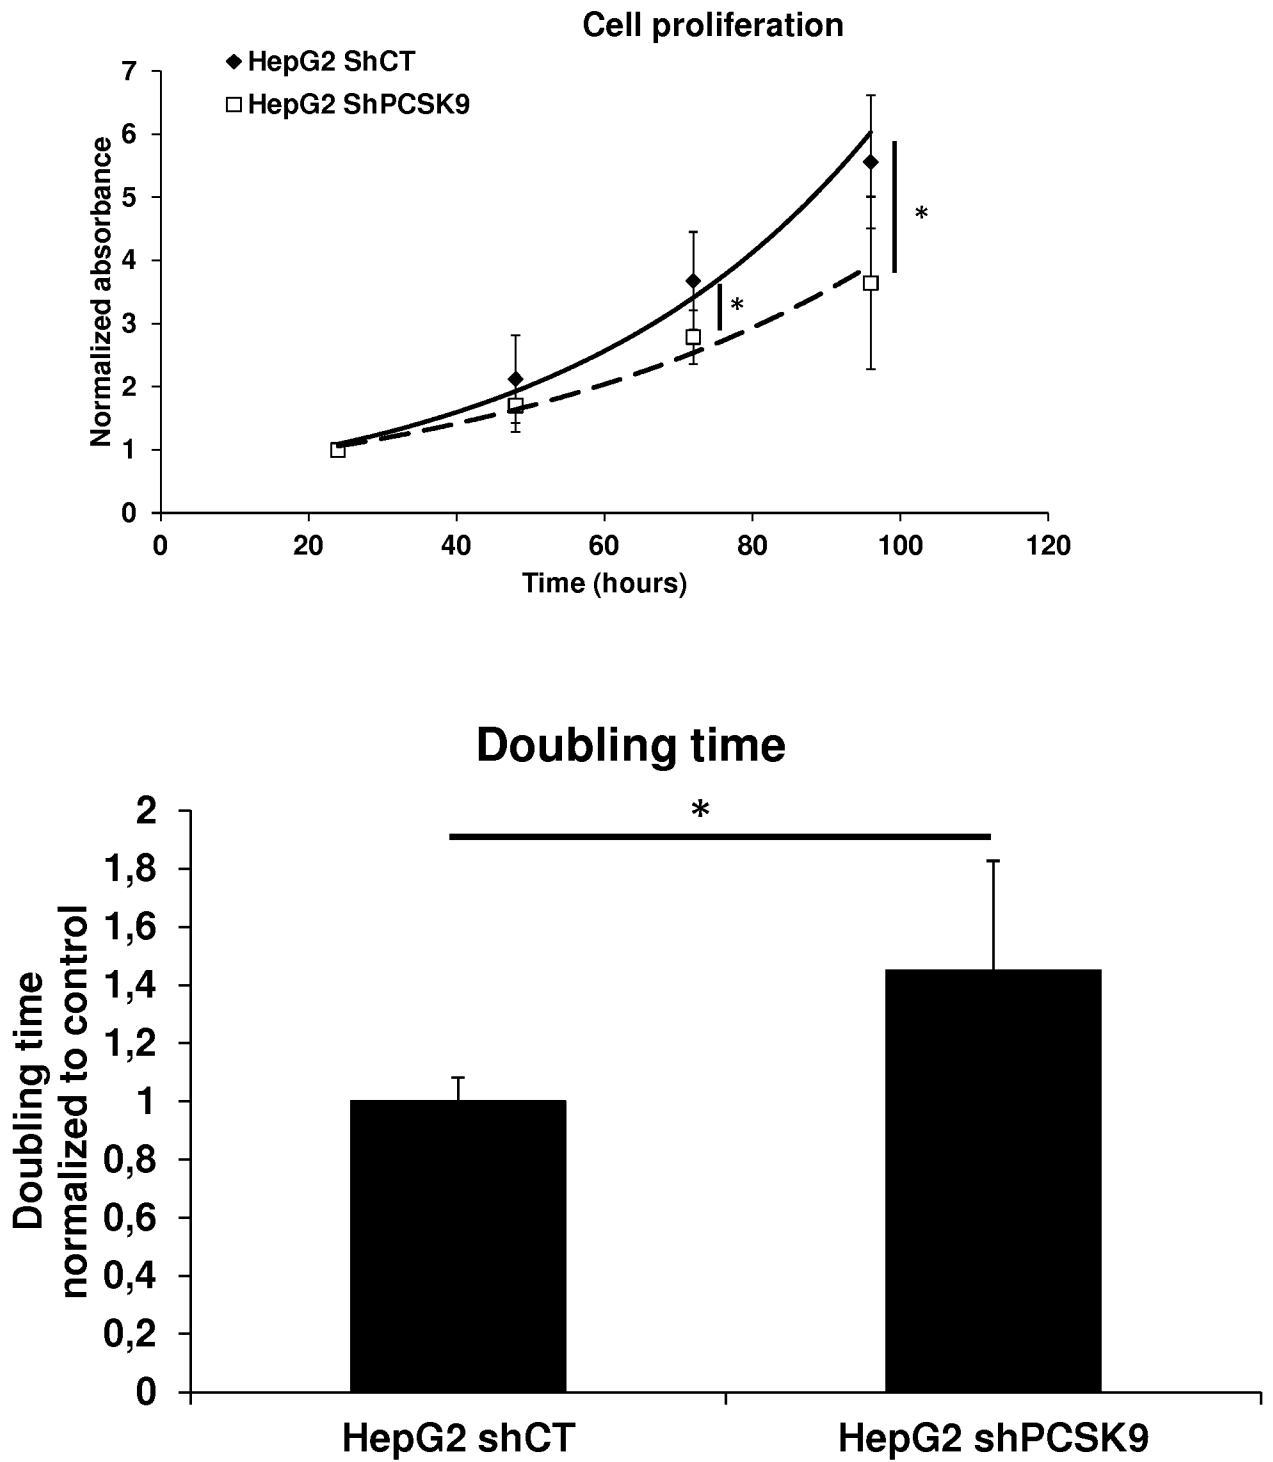 Cell proliferation
HepG2 ShCT
HepG2 ShPCSK9
Normalized absorbance
7
6
5
4
3
2
1
0
*
*
0 20 40 60 80 100 120
Time (hours)
Doubling time
*
Doubling time
normalized to control
2
1,8
1,6
1,4
1,2
1
0,8
0,6
0,4
0,2
0
HepG2 shCT HepG2 shPCSK9